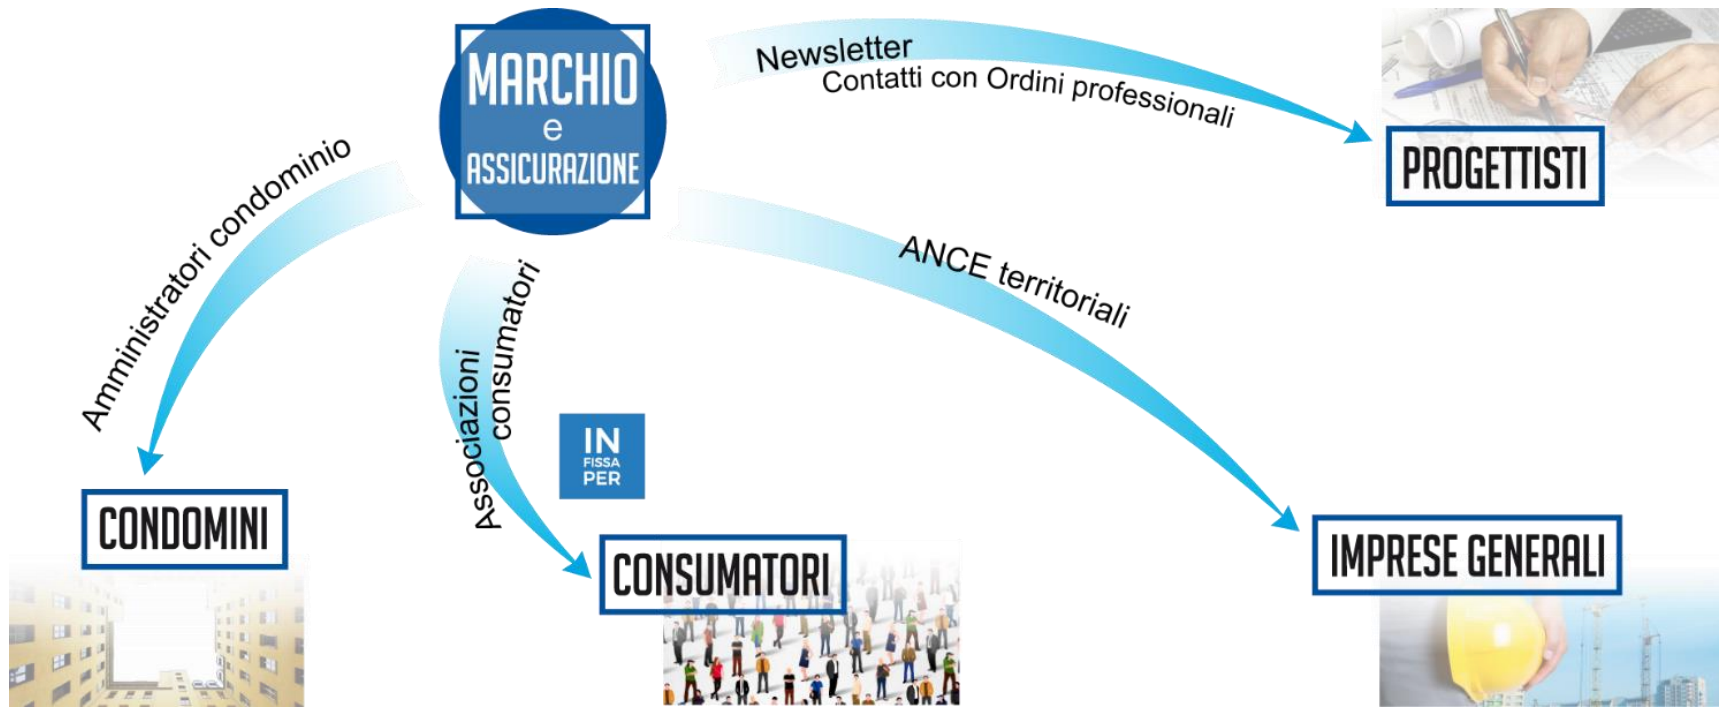 MARCHIO
e
ASSICURAZIONE
Newsletter
Contatti con Ordini professionali
PROGETTISTI
Amministratori condominio
CONDOMINI
Associazioni
consumatori
IN
FISSA
PER
CONSUMATORI
ANCE territoriali
IMPRESE GENERALI